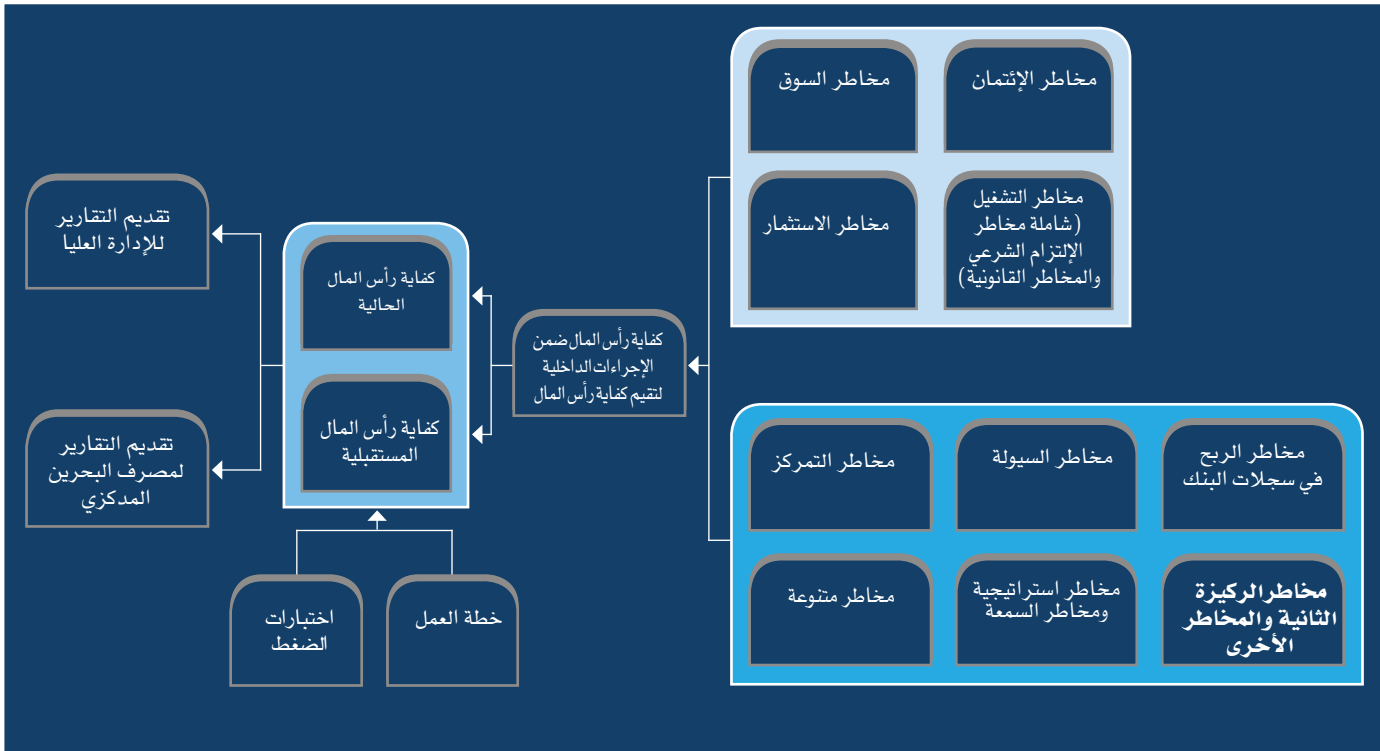 مخاطر الإئتمان
مخاطر السوق
مخاطر التشغيل
(شاملة مخاطر
الإلتزام الشرعي
والمخاطر القانونية)
مخاطر الاستثمار
مخاطر الربح
في سجلات البنك
مخاطر السيولة
مخاطر التمركز
مخاطر الركيزة
الثانية والمخاطر
الأخرى
مخاطر استراتيجية
ومخاطر السمعة
مخاطر متنوعة
كفاية رأس المال ضمن
الإجراءات الداخلية
لتقيم كفاية رأس المال
كفاية رأس المال
الحالية
كفاية رأس المال
المستقبلية
خطة العمل
اختبارات
الضغط
تقديم التقارير
للإدارة العليا
تقديم التقارير
لمصرف البحرين
المدكزي